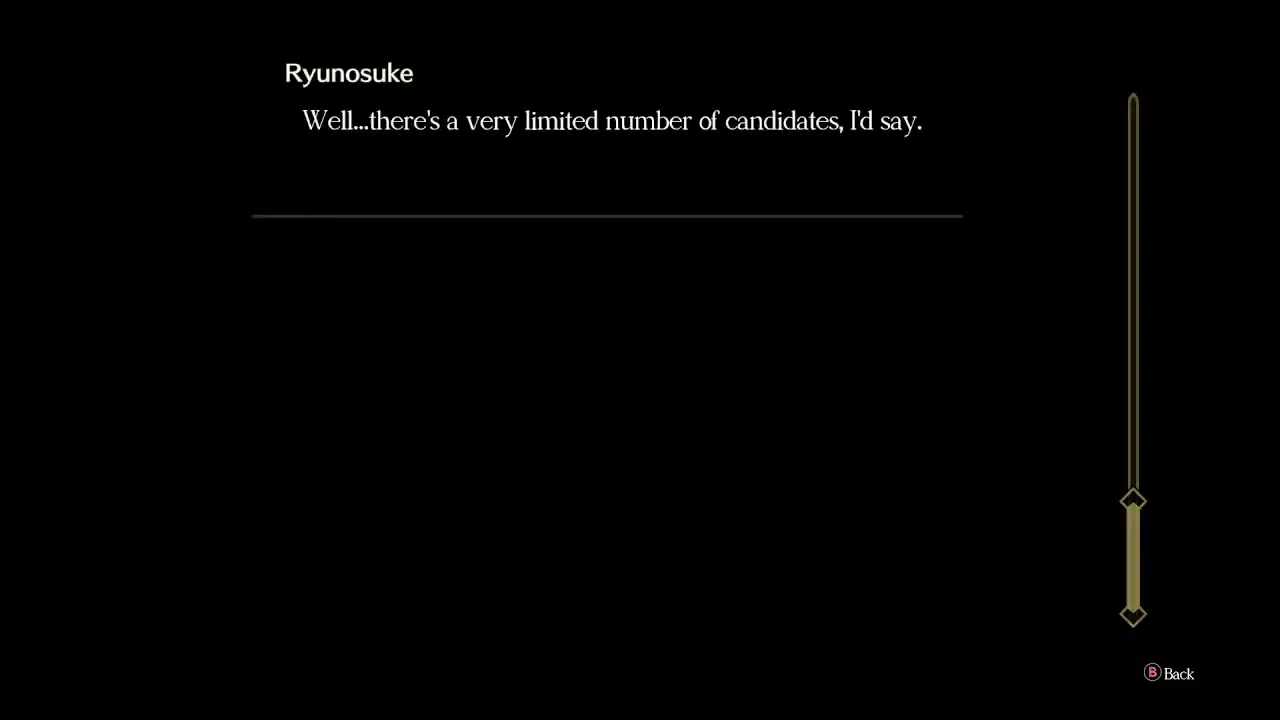 Ryunosuke
Well...there's a very limited number of candidates, I'd say.
B Back